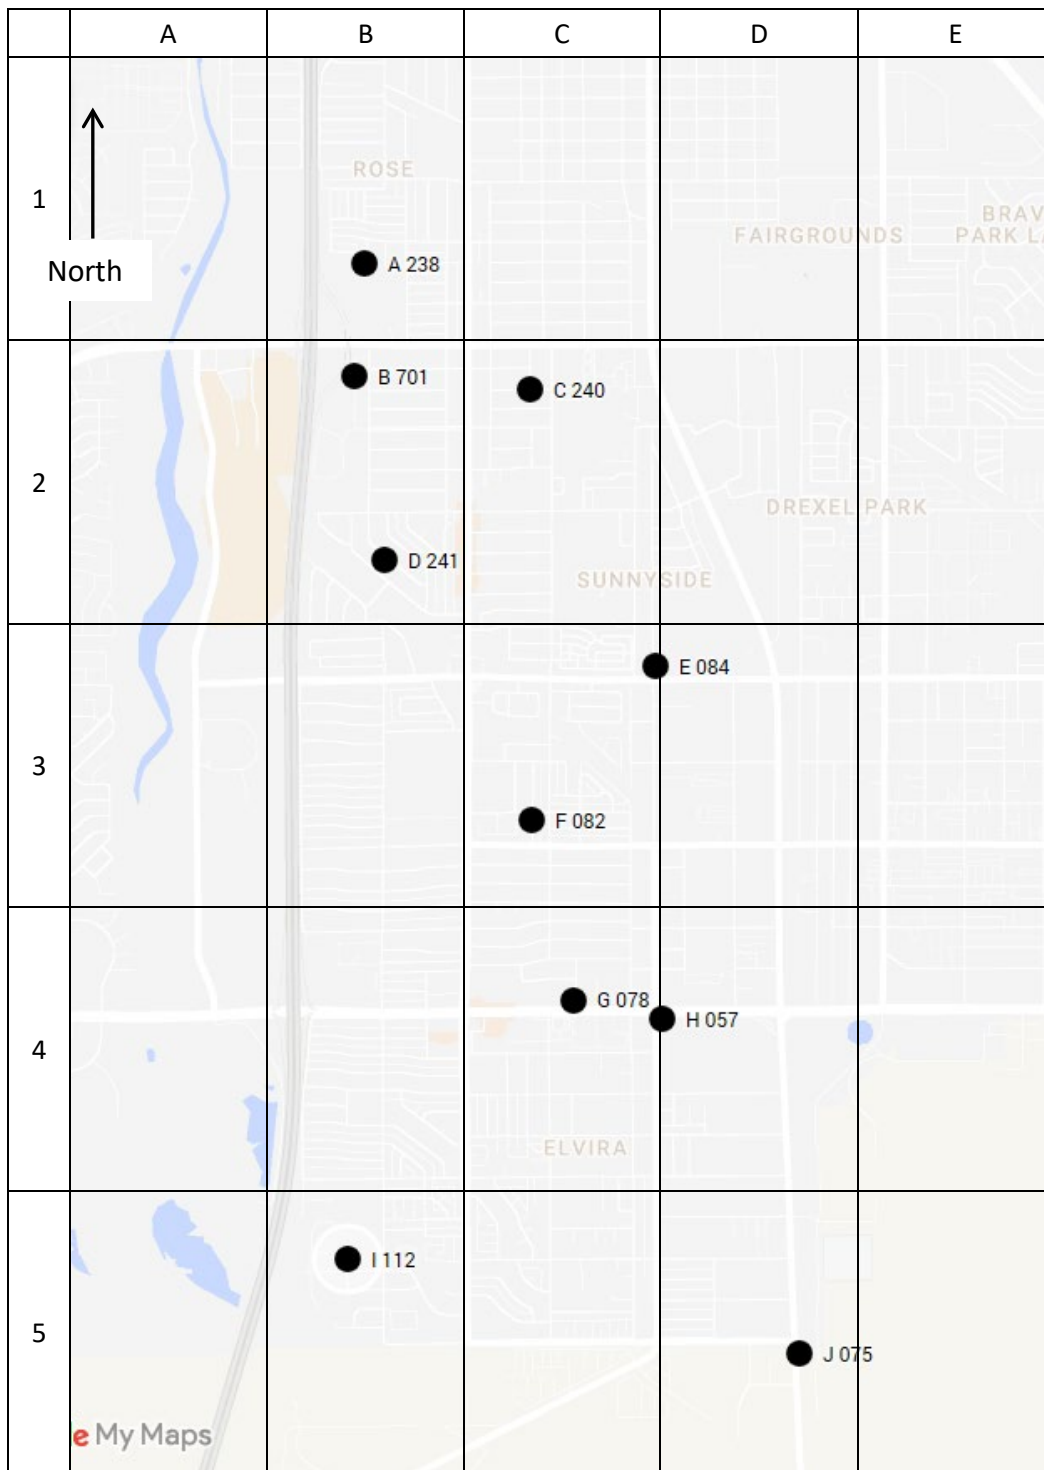 A B C D E
ROSE
1
BRAV
FAIRGROUNDS PARK L
North
A 238
B 701
C 240
2
DREXEL PARK
D 241
SUNNYSIDE
E 084
3
F 082
G 078
H 057
4
ELVIRA
I 112
5
J 075
e My Maps